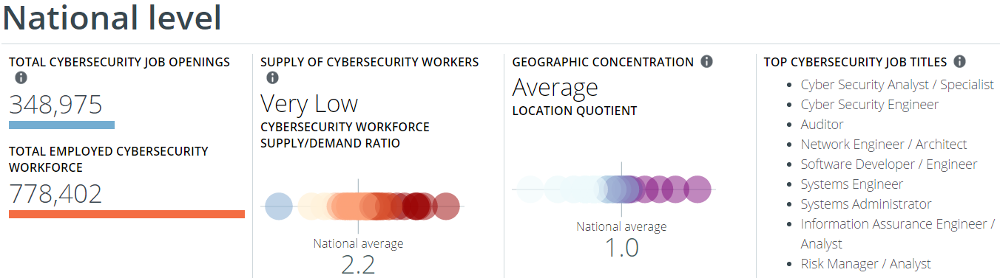 National level
TOTAL CYBERSECURITY JOB OPENINGS
348,975
TOTAL EMPLOYED CYBERSECURITY
WORKFORCE
778,402
SUPPLY OF CYBERSECURITY WORKERS
Very Low
CYBERSECURITY WORKFORCE
SUPPLY/DEMAND RATIO
National average
2.2
GEOGRAPHIC CONCENTRATION
Average
LOCATION QUOTIENT
National average
1.0
TOP CYBERSECURITY JOB TITLES
• Cyber Security Analyst / Specialist
• Cyber Security Engineer
• Auditor
• Network Engineer / Architect
• Software Developer / Engineer
• Systems Engineer
• Systems Administrator
• Information Assurance Engineer /
Analyst
• Risk Manager / Analyst